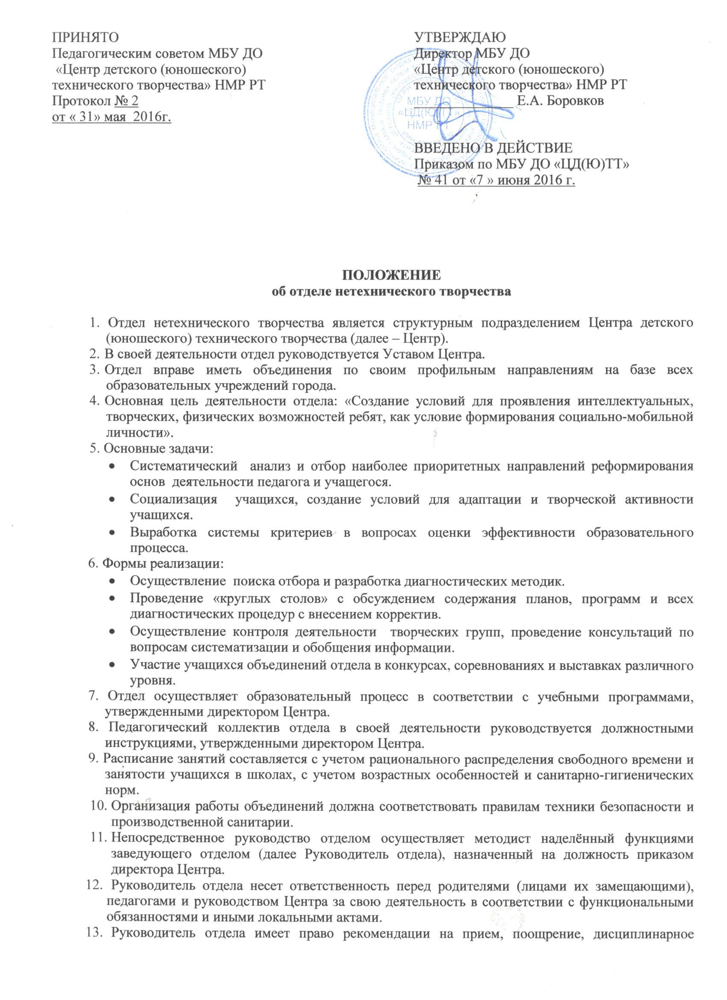 ПРИНЯТО
Педагогическим советом МБУ ДО
«Центр детского (юношеского)
технического творчества» НМР РТ
Протокол № 2
от « 31» мая 2016г.
УТВЕРЖДАЮ
Директор МБУ ДО
«Центр детского (юношеского)
технического творчества» НМР РТ
______________ Е.А. Боровков
МБУ ДО
«ЦД(Ю)ТТ»
НМР РТ
ВВЕДЕНО В ДЕЙСТВИЕ
Приказом по МБУ ДО «ЦД(Ю)ТТ»
№ 41 от «7 » июня 2016 г.
ПОЛОЖЕНИЕ
об отделе нетехнического творчества
1. Отдел нетехнического творчества является структурным подразделением Центра детского
(юношеского) технического творчества (далее – Центр).
2. В своей деятельности отдел руководствуется Уставом Центра.
3. Отдел вправе иметь объединения по своим профильным направлениям на базе всех
образовательных учреждений города.
4. Основная цель деятельности отдела: «Создание условий для проявления интеллектуальных,
творческих, физических возможностей ребят, как условие формирования социально-мобильной
личности».
5. Основные задачи:
• Систематический анализ и отбор наиболее приоритетных направлений реформирования
основ деятельности педагога и учащегося.
• Социализация учащихся, создание условий для адаптации и творческой активности
учащихся.
• Выработка системы критериев в вопросах оценки эффективности образовательного
процесса.
6. Формы реализации:
• Осуществление поиска отбора и разработка диагностических методик.
• Проведение «круглых столов» с обсуждением содержания планов, программ и всех
диагностических процедур с внесением корректив.
• Осуществление контроля деятельности творческих групп, проведение консультаций по
вопросам систематизации и обобщения информации.
• Участие учащихся объединений отдела в конкурсах, соревнованиях и выставках различного
уровня.
7. Отдел осуществляет образовательный процесс в соответствии с учебными программами,
утвержденными директором Центра.
8. Педагогический коллектив отдела в своей деятельности руководствуется должностными
инструкциями, утвержденными директором Центра.
9. Расписание занятий составляется с учетом рационального распределения свободного времени и
занятости учащихся в школах, с учетом возрастных особенностей и санитарно-гигиенических
норм.
10. Организация работы объединений должна соответствовать правилам техники безопасности и
производственной санитарии.
11. Непосредственное руководство отделом осуществляет методист наделённый функциями
заведующего отделом (далее Руководитель отдела), назначенный на должность приказом
директора Центра.
12. Руководитель отдела несет ответственность перед родителями (лицами их замещающими),
педагогами и руководством Центра за свою деятельность в соответствии с функциональными
обязанностями и иными локальными актами.
13. Руководитель отдела имеет право рекомендации на прием, поощрение, дисциплинарное